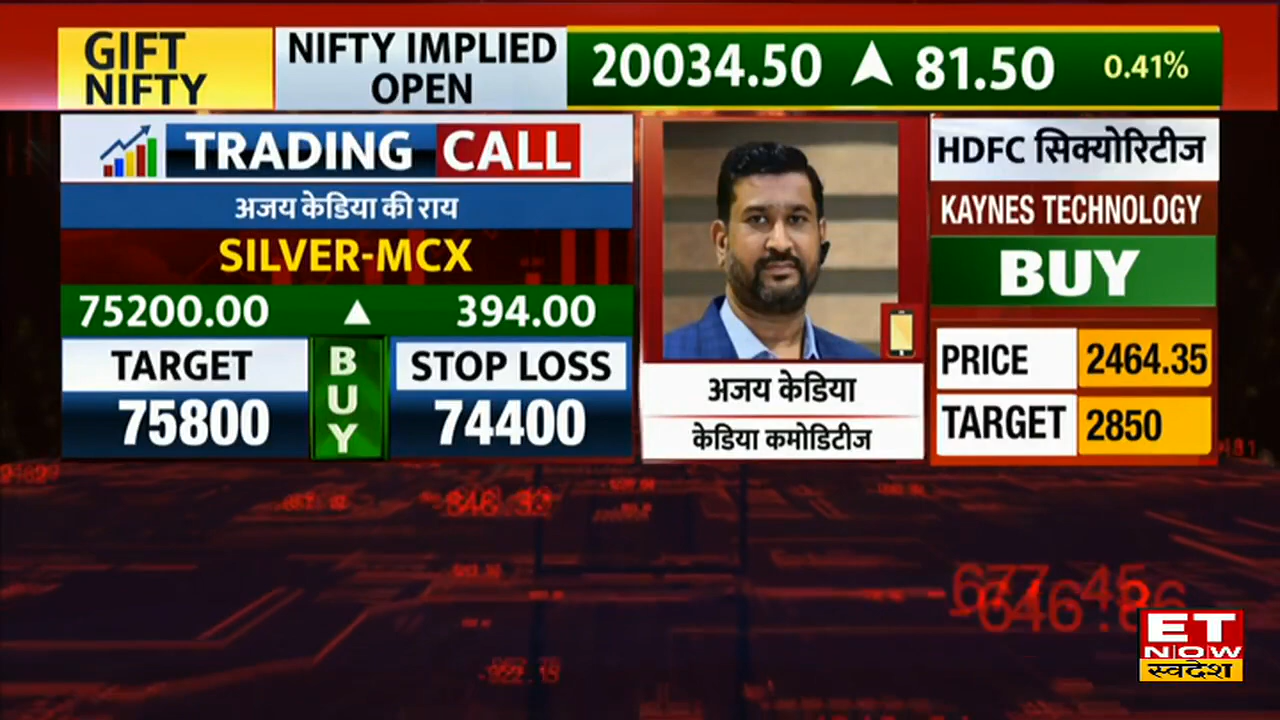 GIFT NIFTY
NIFTY IMPLIED OPEN
20034.50 ▲ 81.50 0.41%
TRADING CALL
अजय केडिया की राय
SILVER-MCX
75200.00 ▲ 394.00
TARGET
75800
BUY
STOP LOSS
74400
अजय केडिया
केडिया कमोडिटीज
HDFC सिक्योरिटीज
KAYNES TECHNOLOGY
BUY
PRICE 2464.35
TARGET 2850
ET
NOW
स्वदेश